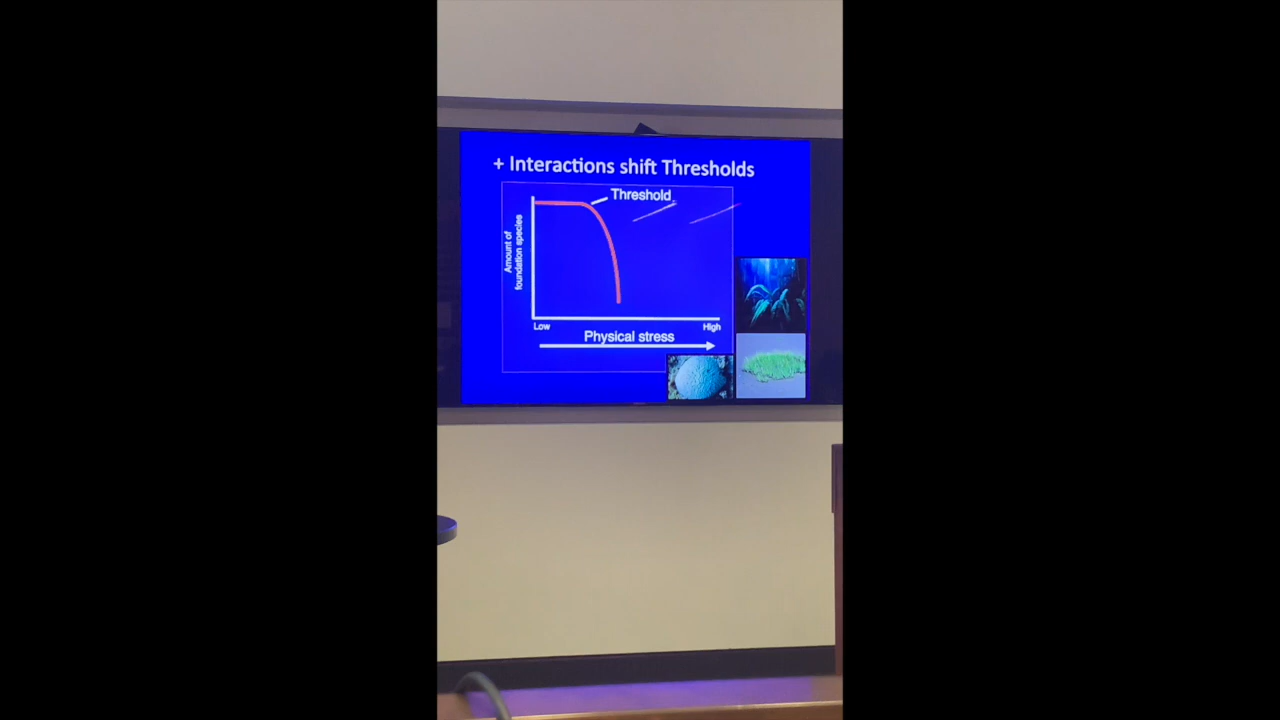 + Interactions shift Thresholds
Threshold
Amount of
foundation species
Low
High
Physical stress